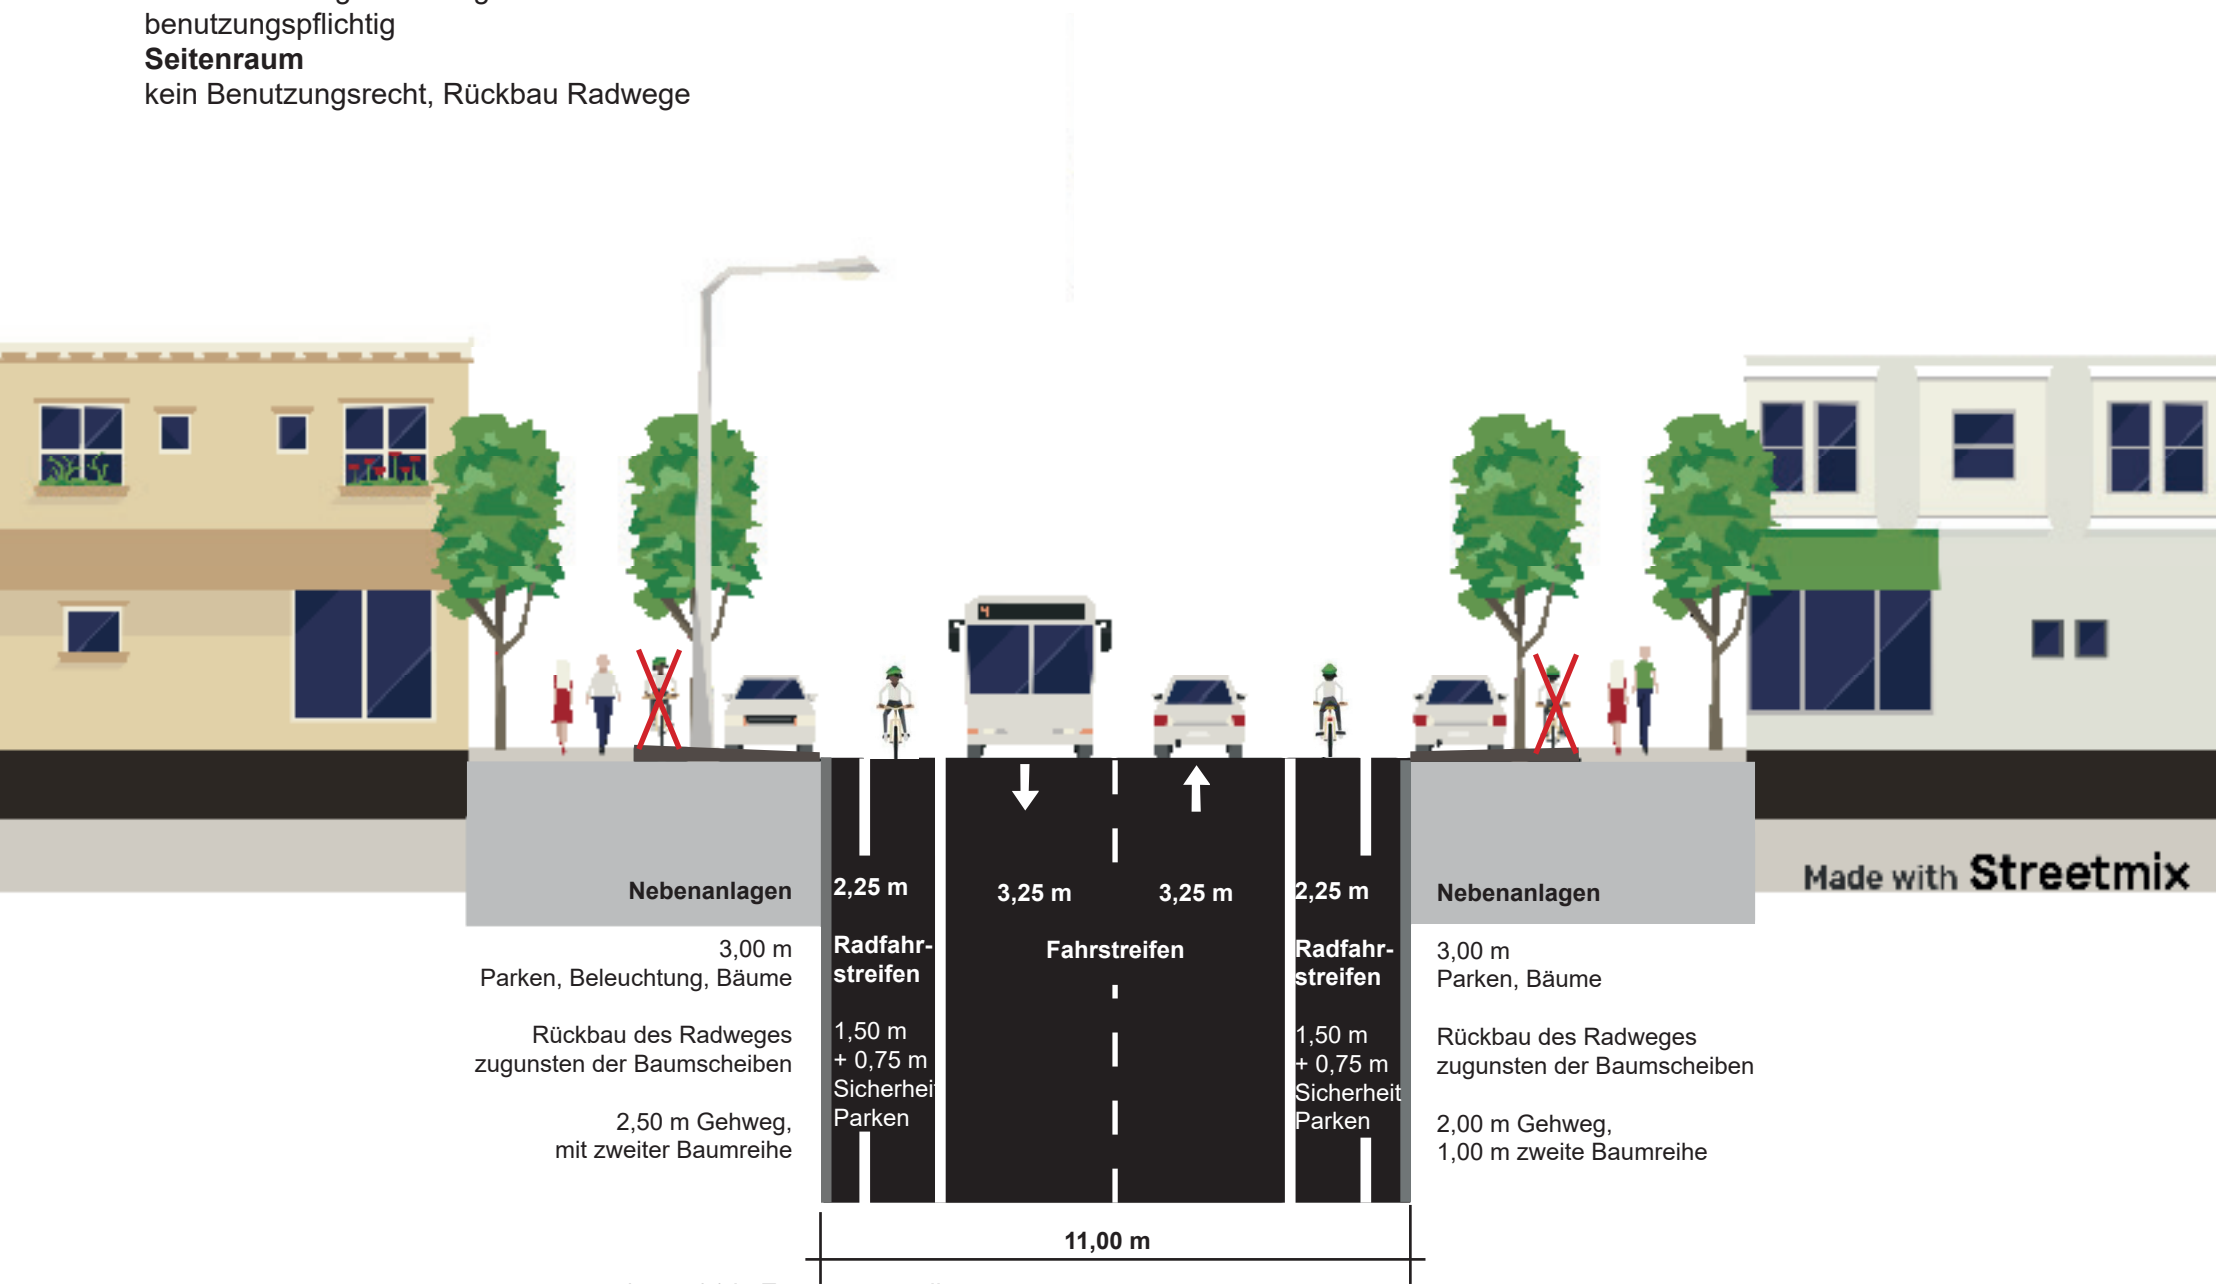 benutzungspflichtig
Seitenraum
kein Benutzungsrecht, Rückbau Radwege
4
Made with Streetmix
Nebenanlagen
3,00 m
Parken, Beleuchtung, Bäume
Rückbau des Radweges
zugunsten der Baumscheiben
2,50 m Gehweg,
mit zweiter Baumreihe
2,25 m
Radfahr-
streifen
1,50 m
+ 0,75 m
Sicherheit
Parken
3,25 m
3,25 m
Fahrstreifen
2,25 m
Radfahr-
streifen
1,50 m
+ 0,75 m
Sicherheit
Parken
Nebenanlagen
3,00 m
Parken, Bäume
Rückbau des Radweges
zugunsten der Baumscheiben
2,00 m Gehweg,
1,00 m zweite Baumreihe
11,00 m